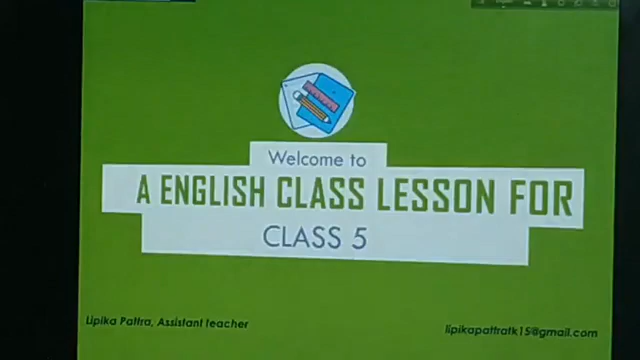 Welcome to
A ENGLISH CLASS LESSON FOR
CLASS 5
Lipika Pattra, Assistant teacher
lipikapattratk15@gmail.com